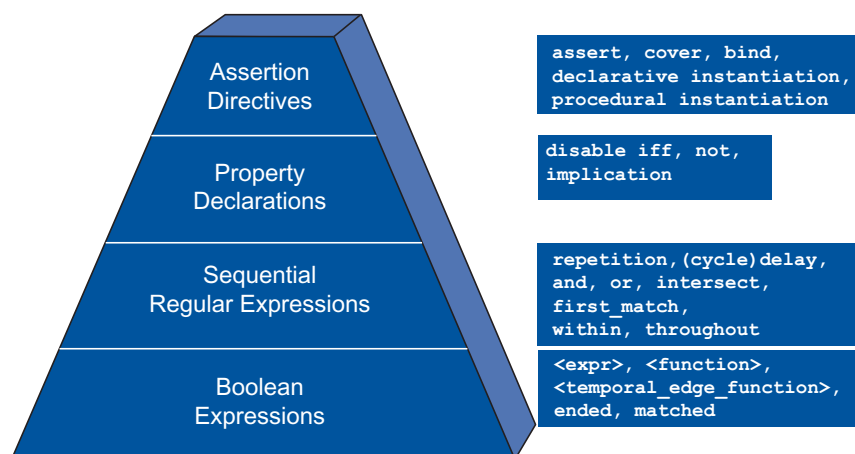 Assertion
Directives
assert, cover, bind,
declarative instantiation,
procedural instantiation
Property
Declarations
disable iff, not,
implication
Sequential
Regular Expressions
repetition,(cycle)delay,
and, or, intersect,
first_match,
within, throughout
Boolean
Expressions
<expr>, <function>,
<temporal_edge_function>,
ended, matched